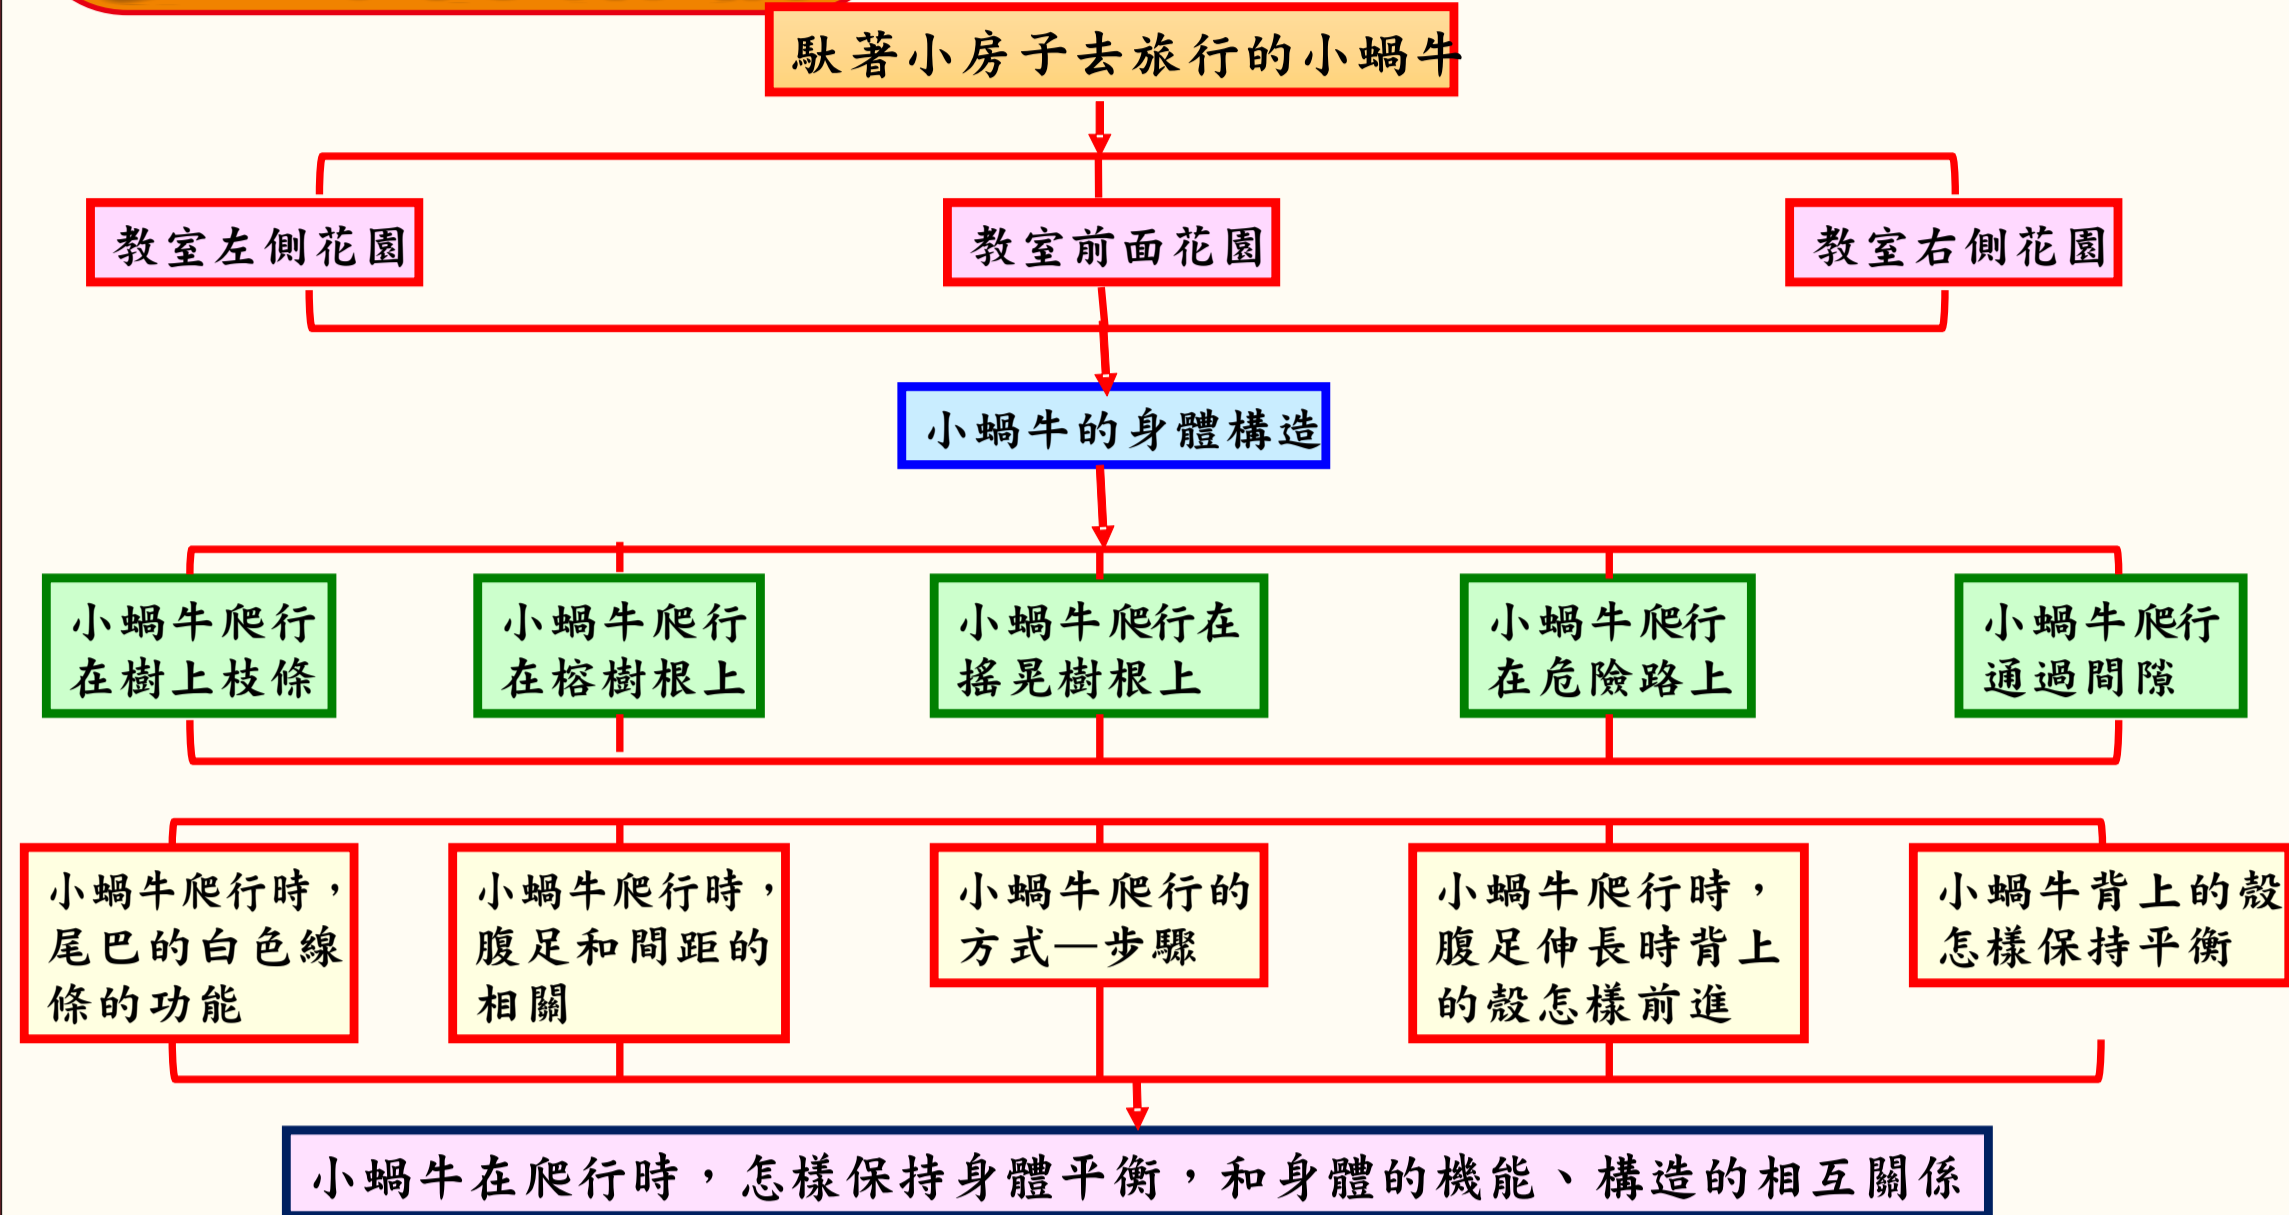 馱著小房子去旅行的小蝸牛
教室左側花園
教室前面花園
教室右側花園
小蝸牛的身體構造
小蝸牛爬行
在樹上枝條
小蝸牛爬行
在榕樹根上
小蝸牛爬行在
搖晃樹根上
小蝸牛爬行
在危險路上
小蝸牛爬行
通過間隙
小蝸牛爬行時，
尾巴的白色線
條的功能
小蝸牛爬行時，
腹足和間距的
相關
小蝸牛爬行的
方式—步驟
小蝸牛爬行時，
腹足伸長時背上
的殼怎樣前進
小蝸牛背上的殼
怎樣保持平衡
小蝸牛在爬行時，怎樣保持身體平衡，和身體的機能、構造的相互關係